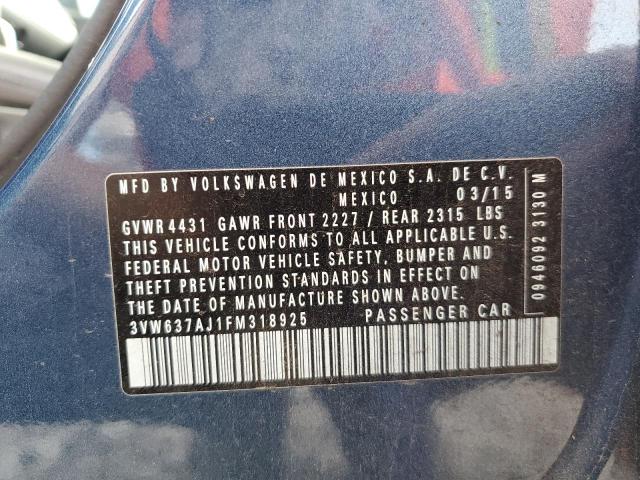 MFD BY VOLKSWAGEN DE MEXICO S.A. DE C.V.
MEXICO 03/15
GVWR 4431 GAWR FRONT 2227 / REAR 2315 LBS
THIS VEHICLE CONFORMS TO ALL APPLICABLE U.S.
FEDERAL MOTOR VEHICLE SAFETY, BUMPER AND
THEFT PREVENTION STANDARDS IN EFFECT ON
THE DATE OF MANUFACTURE SHOWN ABOVE.
3VW637AJ1FM318925 PASSENGER CAR
0946092 3130 M